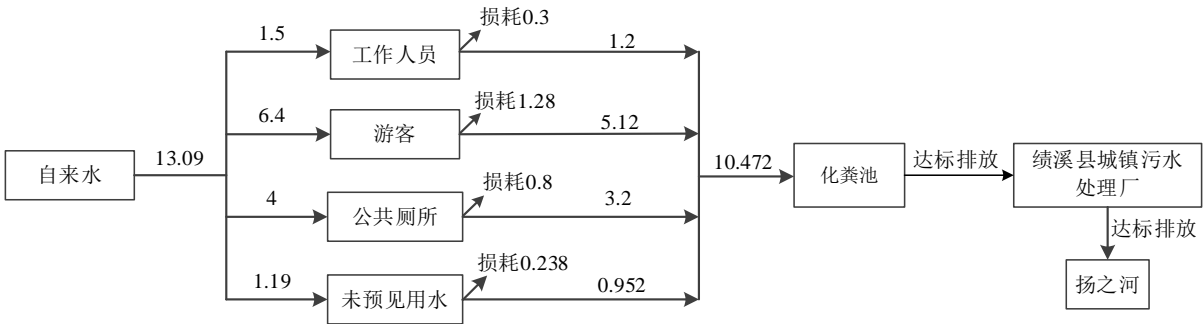 损耗0.3
1.5
工作人员
1.2
损耗1.28
6.4
游客
5.12
自来水
13.09
10.472
化粪池
达标排放
绩溪县城镇污水
处理厂
损耗0.8
4
公共厕所
3.2
达标排放
损耗0.238
1.19
未预见用水
0.952
扬之河